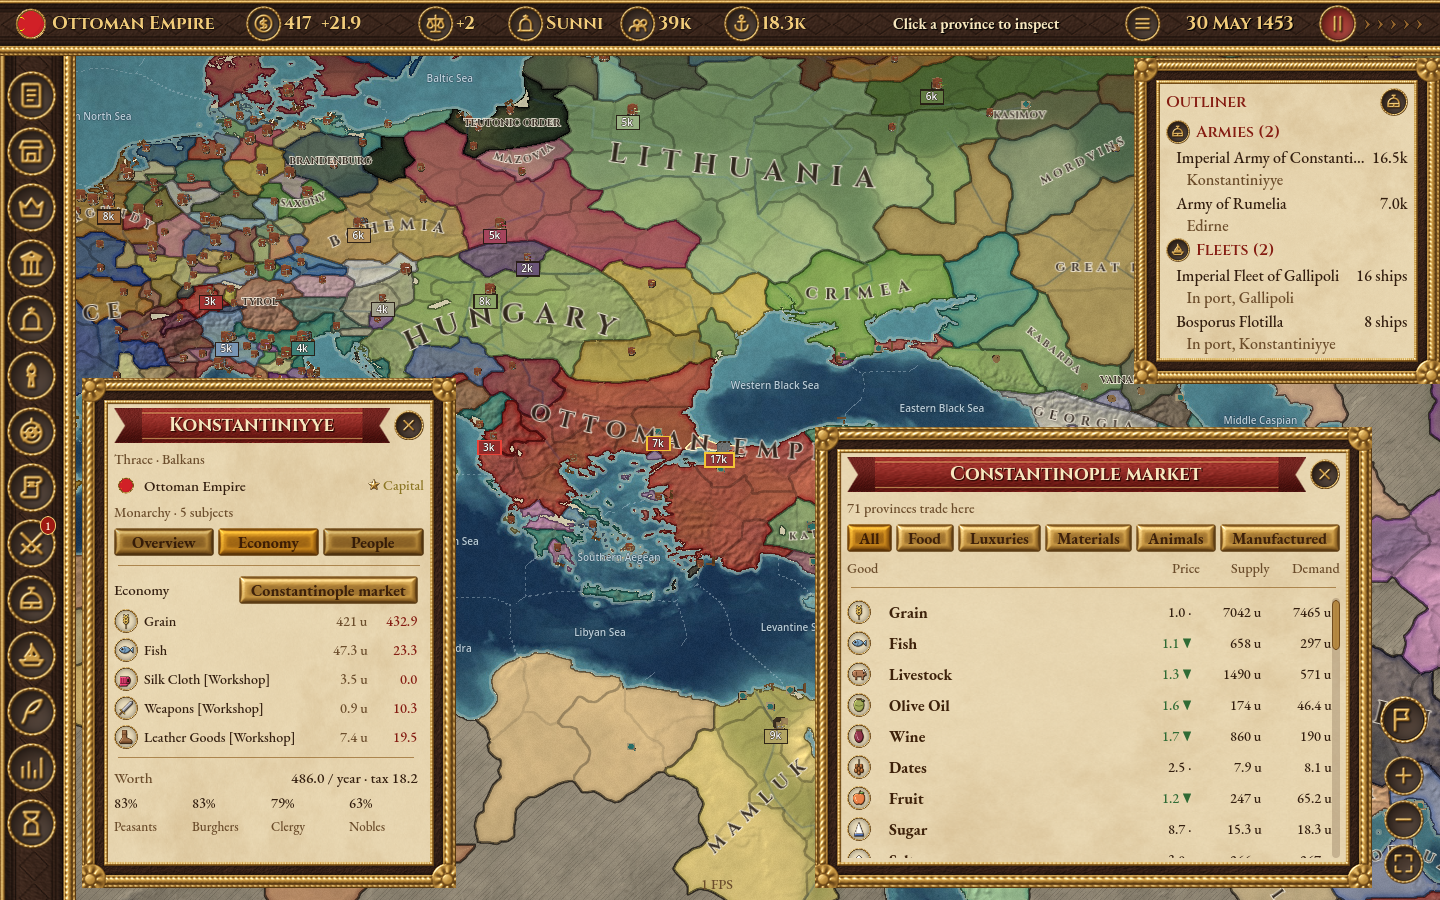 Ottoman Empire 417 +21.9 +2 Sunni 39k 18.3k Click a province to inspect 30 May 1453
Baltic Sea
North Sea
TEUTONIC ORDER
BRANDENBURG
MAZOVIA
SAXONY
LITHUANIA
KASIMOV
MORDVINS
5k
6k
8k
BOHEMIA
6k
5k
2k
GREAT
3k
TYROL
4k
8k
CE
HUNGARY
CRIMEA
KABARDA
5k
4k
Western Black Sea
Eastern Black Sea
GEORGIA
Middle Caspian
OTTOMAN EMP
3k
7k
17k
Southern Aegean
Libyan Sea
Levantine S
dra
n Sea
9k
MAMLUK
1 FPS
Outliner
Armies (2)
Imperial Army of Constanti... 16.5k
Konstantiniyye
Army of Rumelia 7.0k
Edirne
Fleets (2)
Imperial Fleet of Gallipoli 16 ships
In port, Gallipoli
Bosporus Flotilla 8 ships
In port, Konstantiniyye
1
Konstantiniyye
Thrace · Balkans
Ottoman Empire Capital
Monarchy · 5 subjects
Overview Economy People
Economy Constantinople market
Grain 421 u 432.9
Fish 47.3 u 23.3
Silk Cloth [Workshop] 3.5 u 0.0
Weapons [Workshop] 0.9 u 10.3
Leather Goods [Workshop] 7.4 u 19.5
Worth 486.0 / year · tax 18.2
83% 83% 79% 63%
Peasants Burghers Clergy Nobles
Constantinople market
71 provinces trade here
All Food Luxuries Materials Animals Manufactured
Good Price Supply Demand
Grain 1.0 · 7042 u 7465 u
Fish 1.1 ▼ 658 u 297 u
Livestock 1.3 ▼ 1490 u 571 u
Olive Oil 1.6 ▼ 174 u 46.4 u
Wine 1.7 ▼ 860 u 190 u
Dates 2.5 · 7.9 u 8.1 u
Fruit 1.2 ▼ 247 u 65.2 u
Sugar 8.7 · 15.3 u 18.3 u